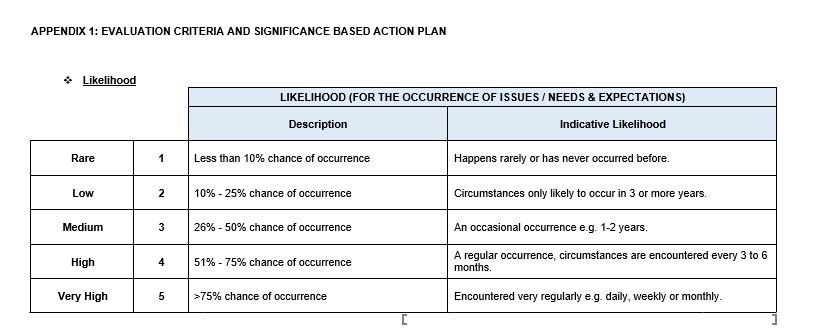 APPENDIX 1: EVALUATION CRITERIA AND SIGNIFICANCE BASED ACTION PLAN
❖ Likelihood
LIKELIHOOD (FOR THE OCCURRENCE OF ISSUES / NEEDS & EXPECTATIONS)
Description Indicative Likelihood
Rare 1 Less than 10% chance of occurrence Happens rarely or has never occurred before.
Low 2 10% - 25% chance of occurrence Circumstances only likely to occur in 3 or more years.
Medium 3 26% - 50% chance of occurrence An occasional occurrence e.g. 1-2 years.
High 4 51% - 75% chance of occurrence A regular occurrence, circumstances are encountered every 3 to 6
months.
Very High 5 >75% chance of occurrence Encountered very regularly e.g. daily, weekly or monthly.